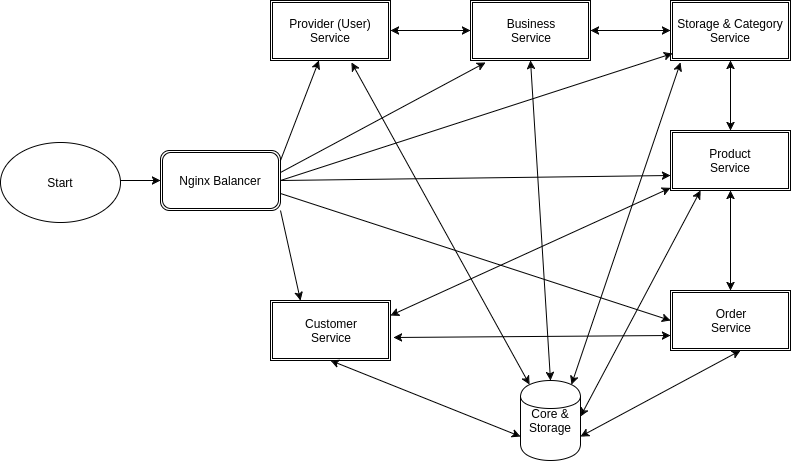 Provider (User)
Service
Business
Service
Storage & Category
Service
Start
Nginx Balancer
Product
Service
Customer
Service
Order
Service
Core &
Storage